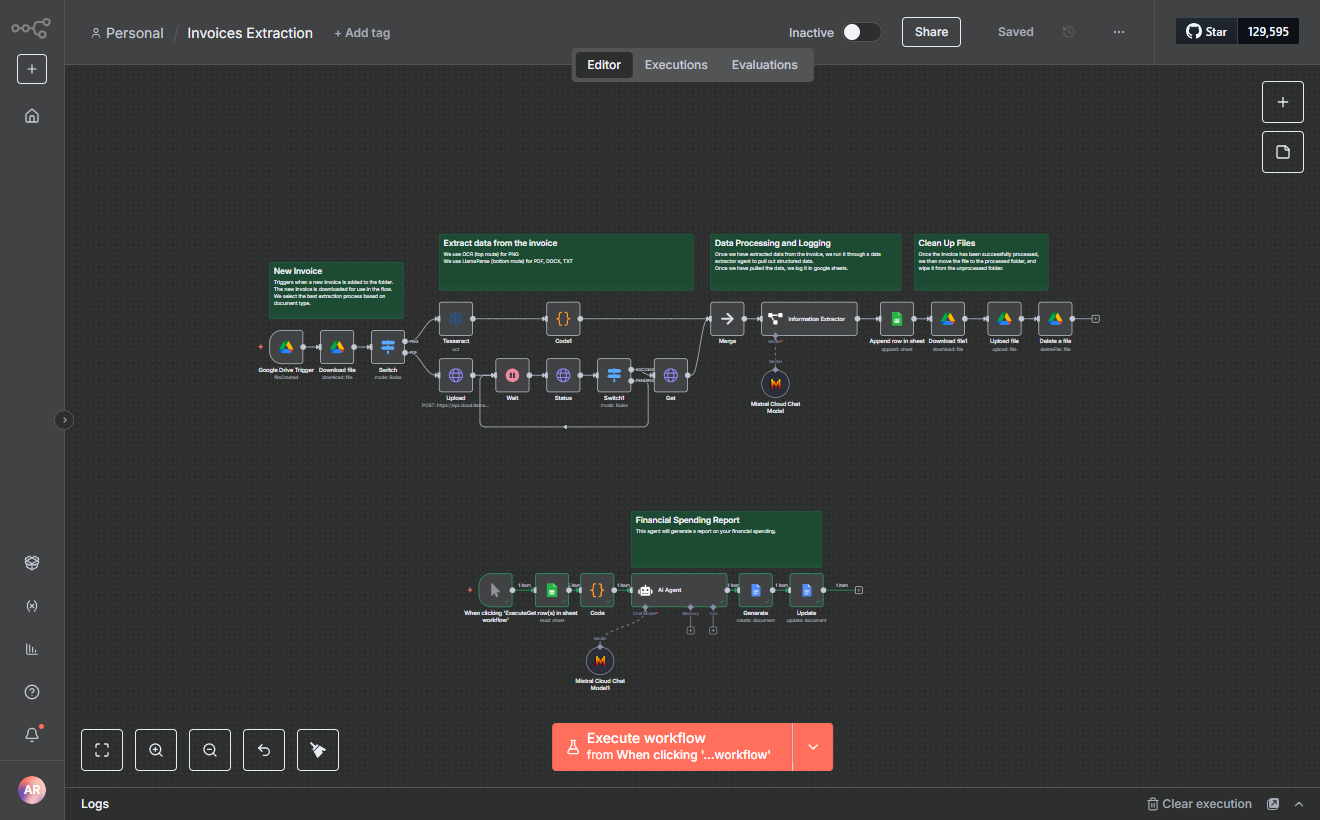 Personal / Invoices Extraction + Add tag
Inactive
Share
Saved
...
Star 129,595
Editor Executions Evaluations
Extract data from the invoice
We use OCR (top route) for PNG
We use LlamaParse (bottom route) for PDF, DOCX, TXT
Data Processing and Logging
Once we have extracted data from the invoice, we run it through a data
extractor agent to pull out structured data.
Once we have pulled the data, we log it in google sheets.
Clean Up Files
Once the invoice has been successfully processed,
we then move the file to the processed folder, and
wipe it from the unprocessed folder.
New Invoice
Triggers when a new invoice is added to the folder.
The new invoice is downloaded for use in the flow.
We select the best extraction process based on
document type.
Google Drive Trigger
fileCreated
Download file
download: file
Switch
mode: Rules
PNG
PDF
Tesseract
ocr
Code1
Upload
POST: https://api.cloud.llama...
Wait
Status
Switch1
mode: Rules
SUCCESS
PENDING
Get
Merge
Information Extractor
Model*
Model
Mistral Cloud Chat
Model
Append row in sheet
append: sheet
Download file1
download: file
Upload file
upload: file
Delete a file
deleteFile: file
Financial Spending Report
This agent will generate a report on your financial spending.
When clicking 'Execute
workflow'
1 item
Get row(s) in sheet
read: sheet
Code
1 item
AI Agent
Chat Model*
Memory
Tool
1 item
Generate
create: document
1 item
Update
update: document
1 item
Model
Mistral Cloud Chat
Model1
Execute workflow
from When clicking '...workflow'
AR
Logs
Clear execution